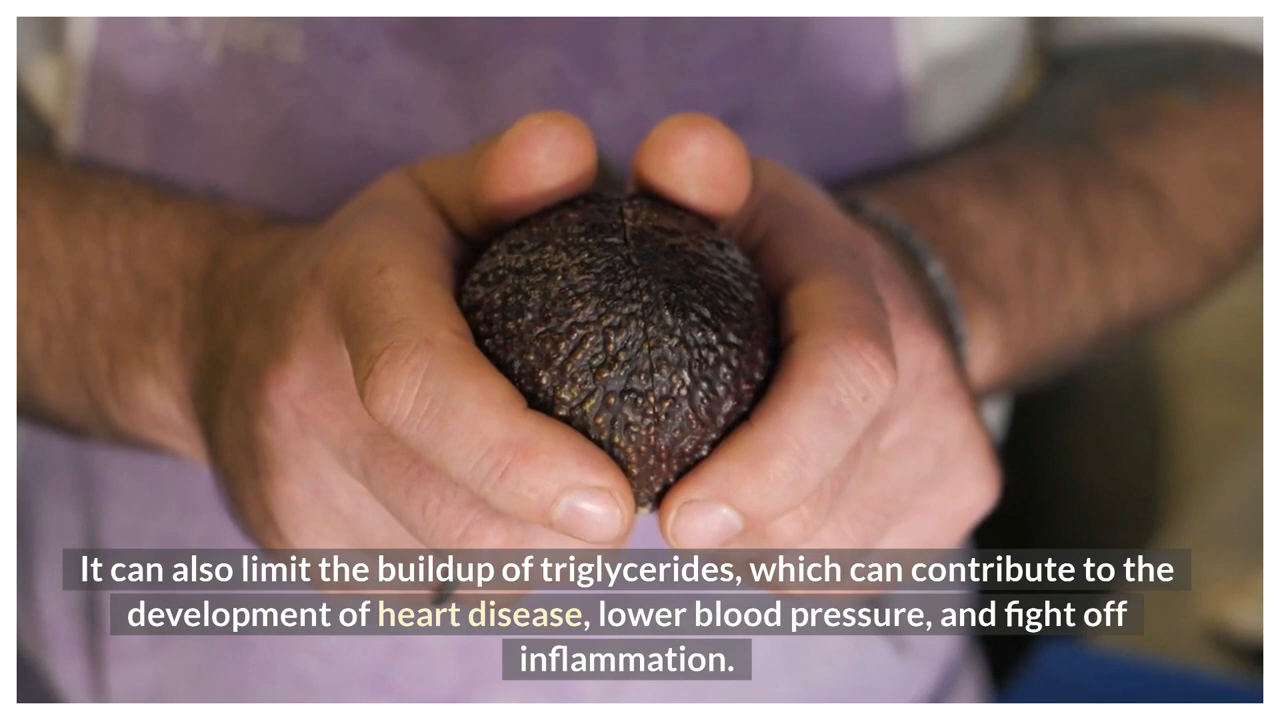 It can also limit the buildup of triglycerides, which can contribute to the
development of heart disease, lower blood pressure, and fight off
inflammation.